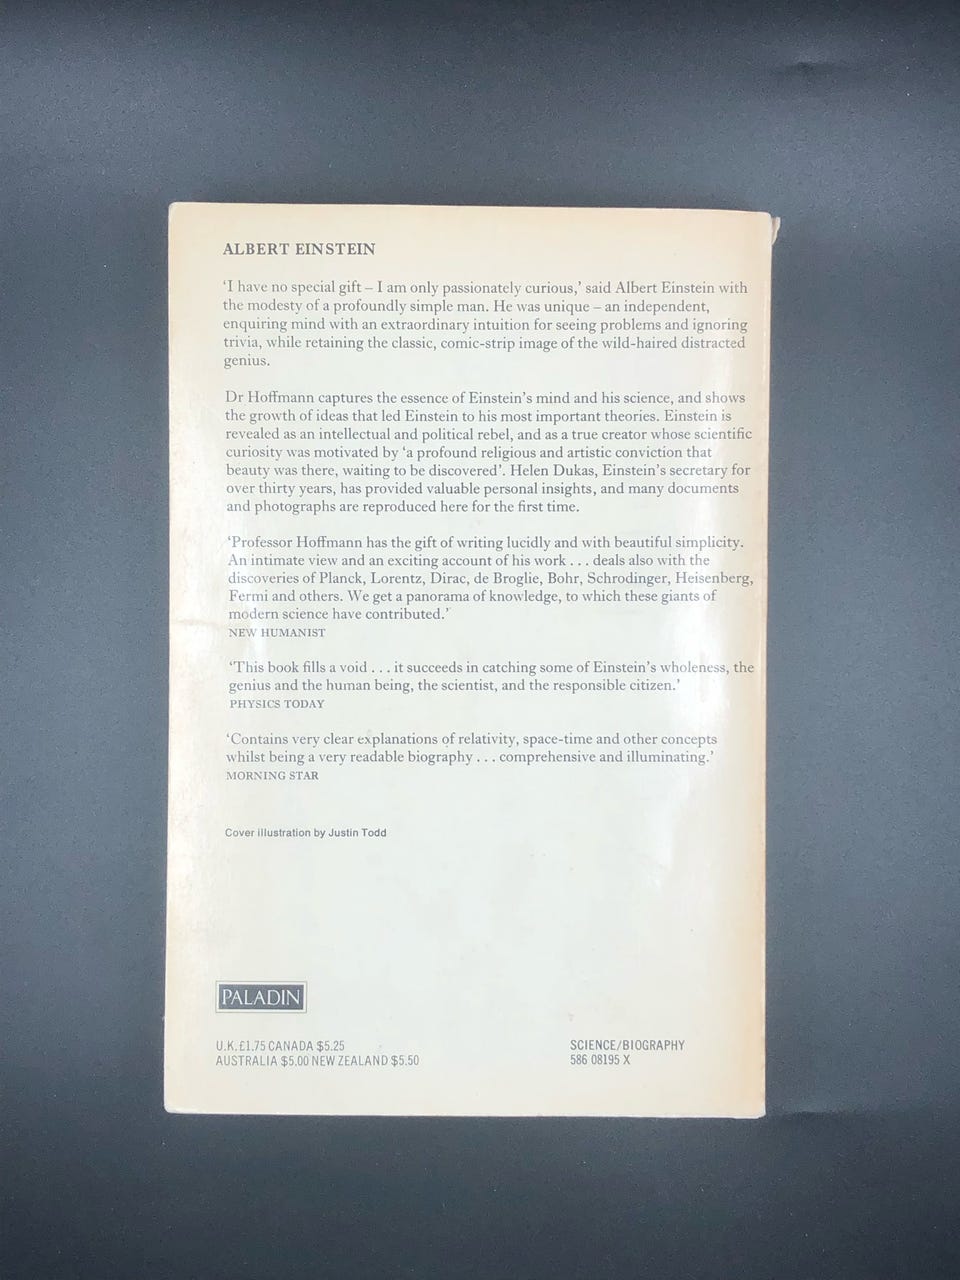 ALBERT EINSTEIN
‘I have no special gift – I am only passionately curious,’ said Albert Einstein with
the modesty of a profoundly simple man. He was unique – an independent,
enquiring mind with an extraordinary intuition for seeing problems and ignoring
trivia, while retaining the classic, comic-strip image of the wild-haired distracted
genius.
Dr Hoffmann captures the essence of Einstein’s mind and his science, and shows
the growth of ideas that led Einstein to his most important theories. Einstein is
revealed as an intellectual and political rebel, and as a true creator whose scientific
curiosity was motivated by ‘a profound religious and artistic conviction that
beauty was there, waiting to be discovered’. Helen Dukas, Einstein’s secretary for
over thirty years, has provided valuable personal insights, and many documents
and photographs are reproduced here for the first time.
‘Professor Hoffmann has the gift of writing lucidly and with beautiful simplicity.
An intimate view and an exciting account of his work . . . deals also with the
discoveries of Planck, Lorentz, Dirac, de Broglie, Bohr, Schrodinger, Heisenberg,
Fermi and others. We get a panorama of knowledge, to which these giants of
modern science have contributed.’
NEW HUMANIST
‘This book fills a void . . . it succeeds in catching some of Einstein’s wholeness, the
genius and the human being, the scientist, and the responsible citizen.’
PHYSICS TODAY
‘Contains very clear explanations of relativity, space-time and other concepts
whilst being a very readable biography . . . comprehensive and illuminating.’
MORNING STAR
Cover illustration by Justin Todd
PALADIN
U.K. £1.75 CANADA $5.25
AUSTRALIA $5.00 NEW ZEALAND $5.50
SCIENCE/BIOGRAPHY
586 08195 X